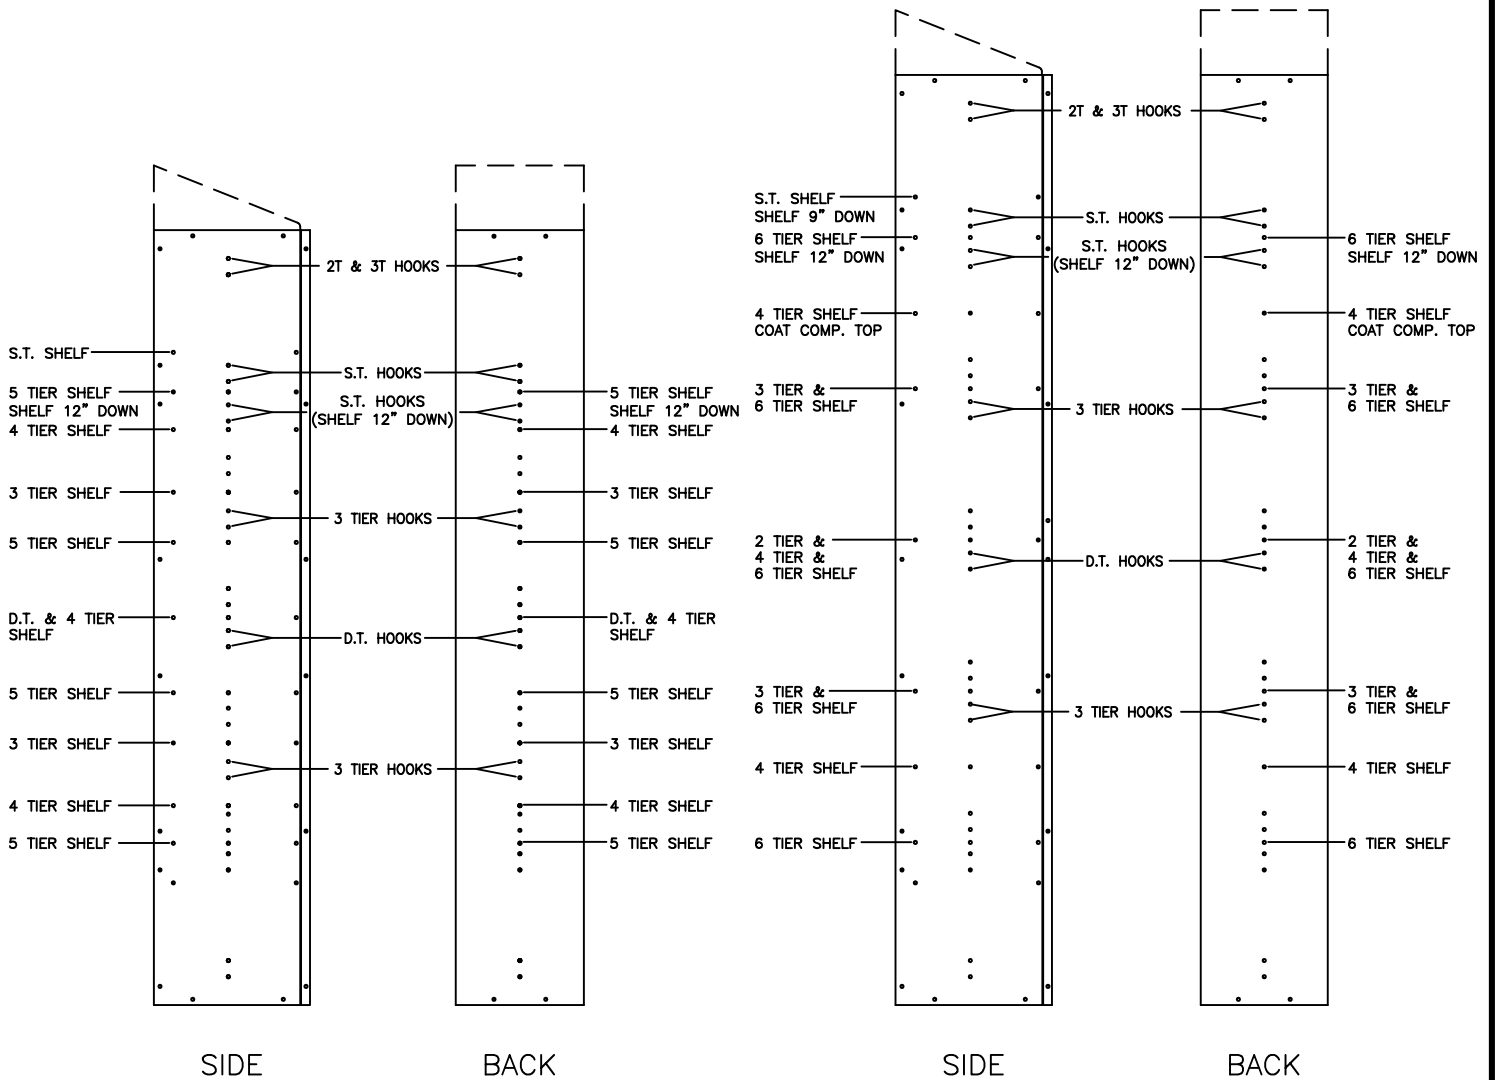 S.T. SHELF
5 TIER SHELF
SHELF 12" DOWN
4 TIER SHELF
3 TIER SHELF
5 TIER SHELF
D.T. & 4 TIER
SHELF
5 TIER SHELF
3 TIER SHELF
4 TIER SHELF
5 TIER SHELF
2T & 3T HOOKS
S.T. HOOKS
S.T. HOOKS
(SHELF 12" DOWN)
3 TIER HOOKS
D.T. HOOKS
3 TIER HOOKS
5 TIER SHELF
SHELF 12" DOWN
4 TIER SHELF
3 TIER SHELF
5 TIER SHELF
D.T. & 4 TIER
SHELF
5 TIER SHELF
3 TIER SHELF
4 TIER SHELF
5 TIER SHELF
SIDE
BACK
S.T. SHELF
SHELF 9" DOWN
6 TIER SHELF
SHELF 12" DOWN
4 TIER SHELF
COAT COMP. TOP
3 TIER &
6 TIER SHELF
2 TIER &
4 TIER &
6 TIER SHELF
3 TIER &
6 TIER SHELF
4 TIER SHELF
6 TIER SHELF
2T & 3T HOOKS
S.T. HOOKS
S.T. HOOKS
(SHELF 12" DOWN)
3 TIER HOOKS
D.T. HOOKS
3 TIER HOOKS
6 TIER SHELF
SHELF 12" DOWN
4 TIER SHELF
COAT COMP. TOP
3 TIER &
6 TIER SHELF
2 TIER &
4 TIER &
6 TIER SHELF
3 TIER &
6 TIER SHELF
4 TIER SHELF
6 TIER SHELF
SIDE
BACK